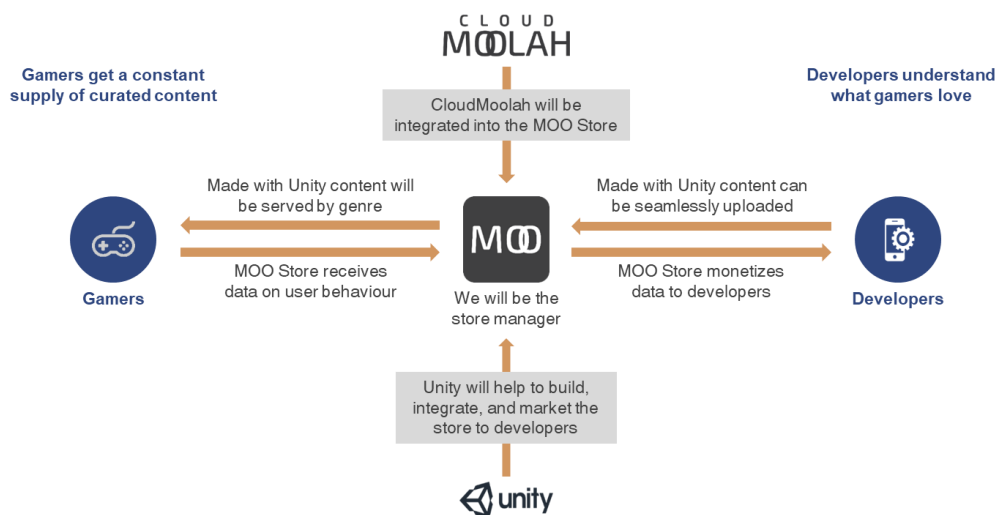 CLOUD
MOOLAH
Gamers get a constant
supply of curated content
Developers understand
what gamers love
CloudMoolah will be
integrated into the MOO Store
Made with Unity content will
be served by genre
Made with Unity content can
be seamlessly uploaded
MOO
MOO Store receives
data on user behaviour
MOO Store monetizes
data to developers
Gamers
We will be the
store manager
Developers
Unity will help to build,
integrate, and market the
store to developers
unity